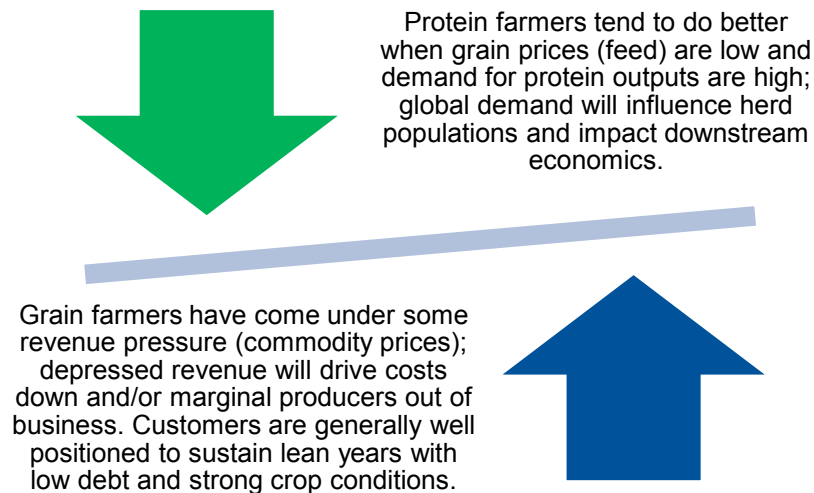 Protein farmers tend to do better
when grain prices (feed) are low and
demand for protein outputs are high;
global demand will influence herd
populations and impact downstream
economics.
Grain farmers have come under some
revenue pressure (commodity prices);
depressed revenue will drive costs
down and/or marginal producers out of
business. Customers are generally well
positioned to sustain lean years with
low debt and strong crop conditions.